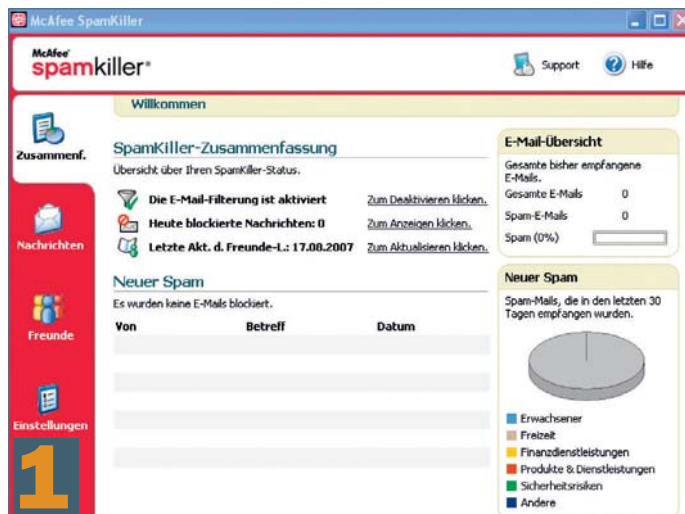 McAfee SpamKiller
McAfee®
spamkiller®
Support
Hilfe
Zusammenf.
Nachrichten
Freunde
Einstellungen
1
Willkommen
SpamKiller-Zusammenfassung
Übersicht über Ihren SpamKiller-Status.
Die E-Mail-Filterung ist aktiviert Zum Deaktivieren klicken.
Heute blockierte Nachrichten: 0 Zum Anzeigen klicken.
Letzte Akt. d. Freunde-L.: 17.08.2007 Zum Aktualisieren klicken.
Neuer Spam
Es wurden keine E-Mails blockiert.
Von Betreff Datum
E-Mail-Übersicht
Gesamte bisher empfangene
E-Mails.
Gesamte E-Mails 0
Spam-E-Mails 0
Spam (0%)
Neuer Spam
Spam-Mails, die in den letzten 30
Tagen empfangen wurden.
Erwachsener
Freizeit
Finanzdienstleistungen
Produkte & Dienstleistungen
Sicherheitsrisiken
Andere